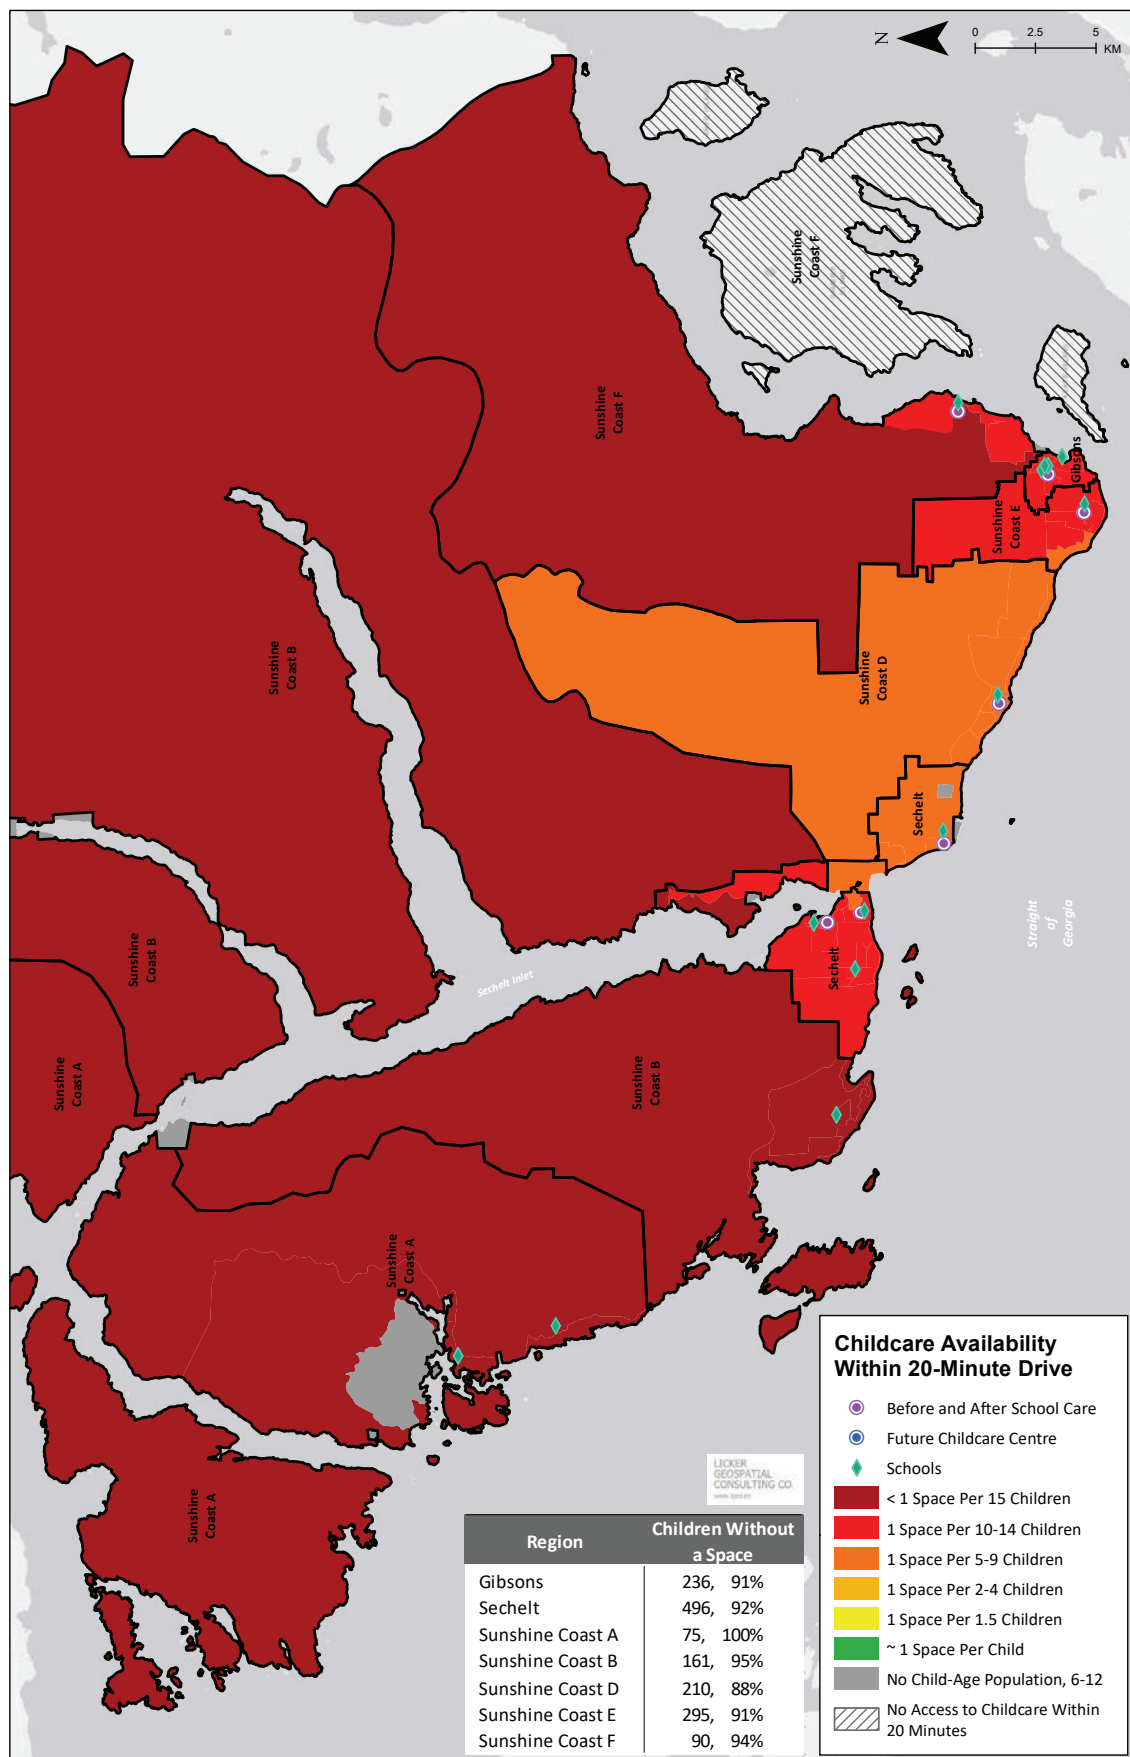 N
0 2.5 5
KM
Sunshine
Coast F
Sunshine
Coast F
Gibsons
Sunshine
Coast E
Sunshine
Coast B
Sunshine
Coast D
Sechelt
Straight
of
Georgia
Sunshine
Coast B
Sechelt Inlet
Sechelt
Sunshine
Coast A
Sunshine
Coast B
Sunshine
Coast A
Sunshine
Coast A
LICKER
GEOSPATIAL
CONSULTING CO
Region Children Without a Space
Gibsons 236, 91%
Sechelt 496, 92%
Sunshine Coast A 75, 100%
Sunshine Coast B 161, 95%
Sunshine Coast D 210, 88%
Sunshine Coast E 295, 91%
Sunshine Coast F 90, 94%
Childcare Availability
Within 20-Minute Drive
Before and After School Care
Future Childcare Centre
Schools
< 1 Space Per 15 Children
1 Space Per 10-14 Children
1 Space Per 5-9 Children
1 Space Per 2-4 Children
1 Space Per 1.5 Children
~ 1 Space Per Child
No Child-Age Population, 6-12
No Access to Childcare Within
20 Minutes